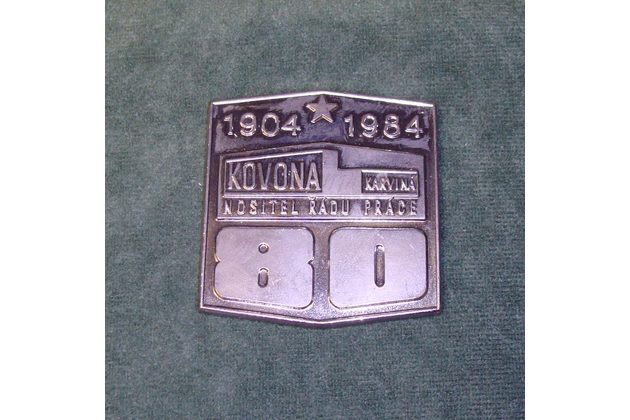 1904 ★ 1984
KOVONA KARVINÁ
NOSITEL ŘÁDU PRÁCE
80